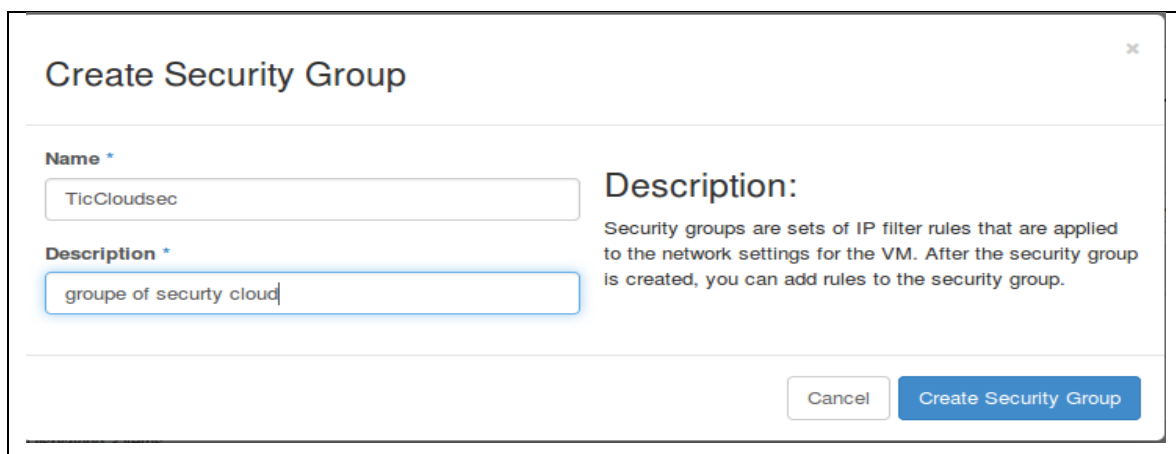 ×
Create Security Group
Name *
TicCloudsec
Description *
groupe of securty cloud
Description:
Security groups are sets of IP filter rules that are applied
to the network settings for the VM. After the security group
is created, you can add rules to the security group.
Cancel
Create Security Group